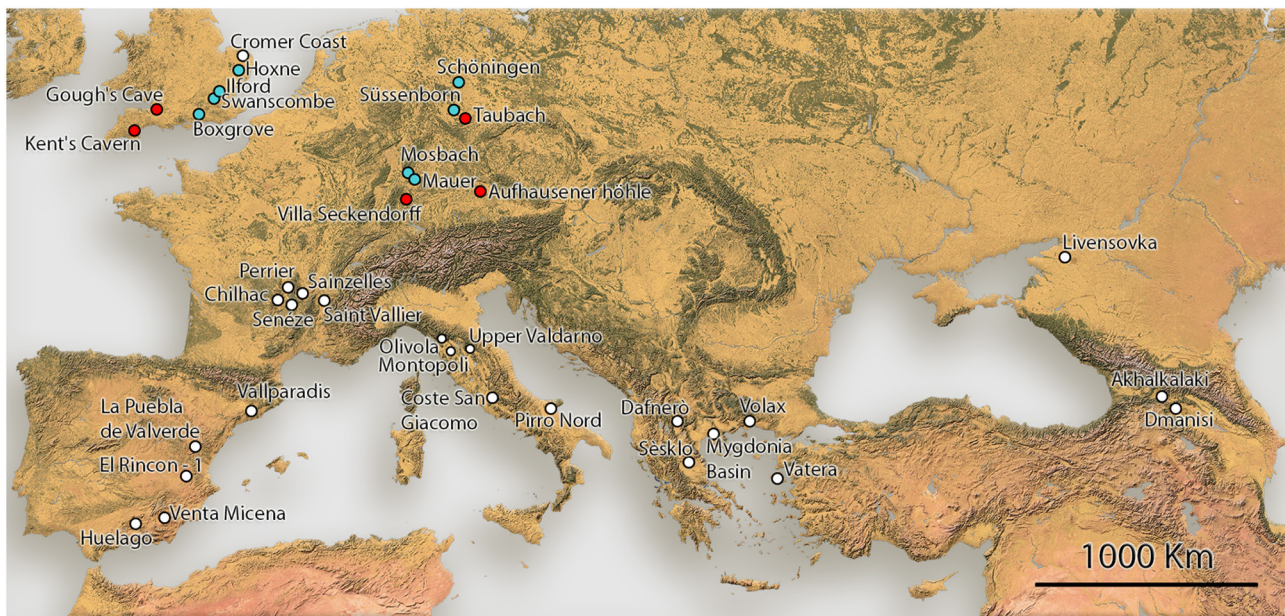 Cromer Coast
Hoxne
Ilford
Swanscombe
Gough's Cave
Boxgrove
Kent's Cavern
Schöningen
Süssenborn
Taubach
Mosbach
Mauer
Aufhausener höhle
Villa Seckendorff
Livensovka
Perrier
Sainzelles
Chilhac
Senéze
Saint Vallier
Olivola
Upper Valdarno
Montopoli
Vallparadis
La Puebla
de Valverde
El Rincon - 1
Venta Micena
Huelago
Coste San
Giacomo
Pirro Nord
Dafnerò
Volax
Sèsklo
Mygdonia
Basin
Vatera
Akhalkalaki
Dmanisi
1000 Km